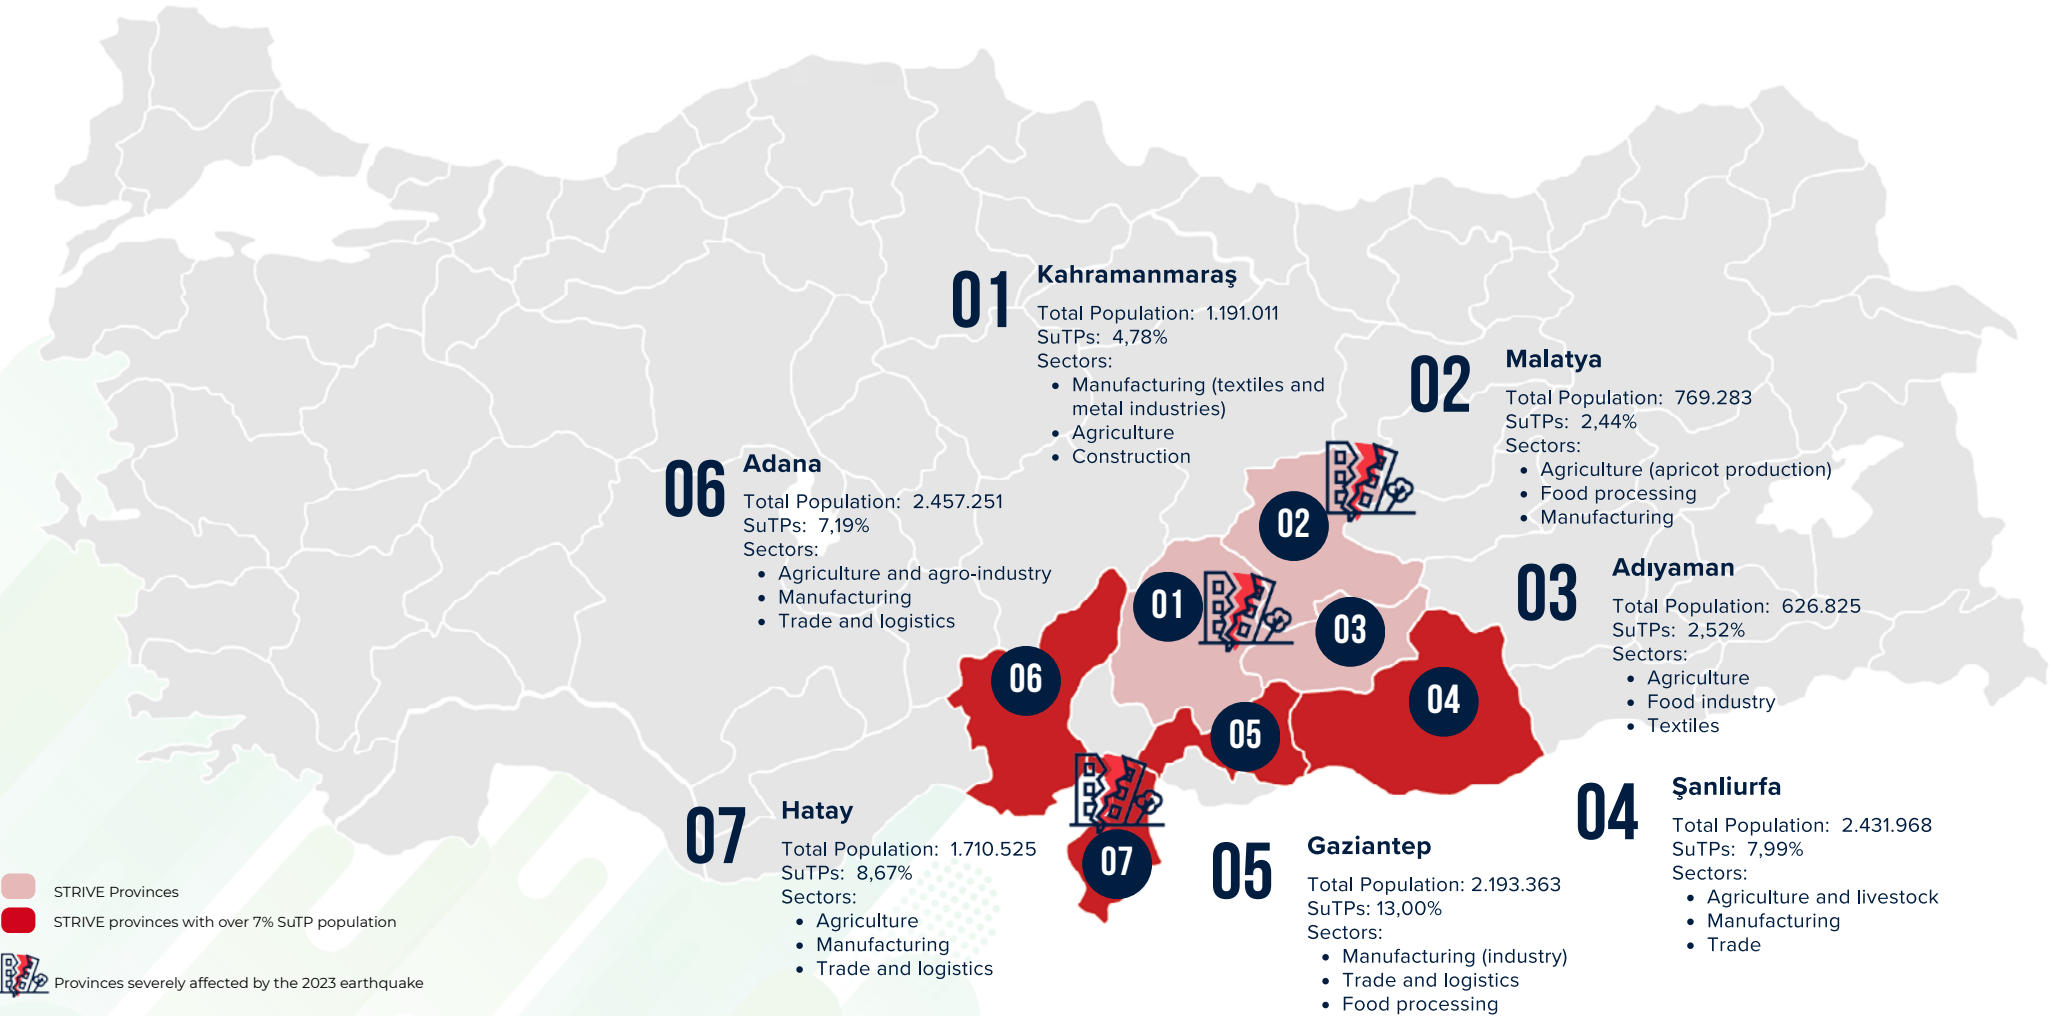 01
Kahramanmaraş
Total Population: 1.191.011
SuTPs: 4,78%
Sectors:
• Manufacturing (textiles and
metal industries)
• Agriculture
• Construction
02
Malatya
Total Population: 769.283
SuTPs: 2,44%
Sectors:
• Agriculture (apricot production)
• Food processing
• Manufacturing
06
Adana
Total Population: 2.457.251
SuTPs: 7,19%
Sectors:
• Agriculture and agro-industry
• Manufacturing
• Trade and logistics
03
Adıyaman
Total Population: 626.825
SuTPs: 2,52%
Sectors:
• Agriculture
• Food industry
• Textiles
02
01
03
06
04
05
07
04
Şanliurfa
Total Population: 2.431.968
SuTPs: 7,99%
Sectors:
• Agriculture and livestock
• Manufacturing
• Trade
07
Hatay
Total Population: 1.710.525
SuTPs: 8,67%
Sectors:
• Agriculture
• Manufacturing
• Trade and logistics
05
Gaziantep
Total Population: 2.193.363
SuTPs: 13,00%
Sectors:
• Manufacturing (industry)
• Trade and logistics
• Food processing
STRIVE Provinces
STRIVE provinces with over 7% SuTP population
Provinces severely affected by the 2023 earthquake